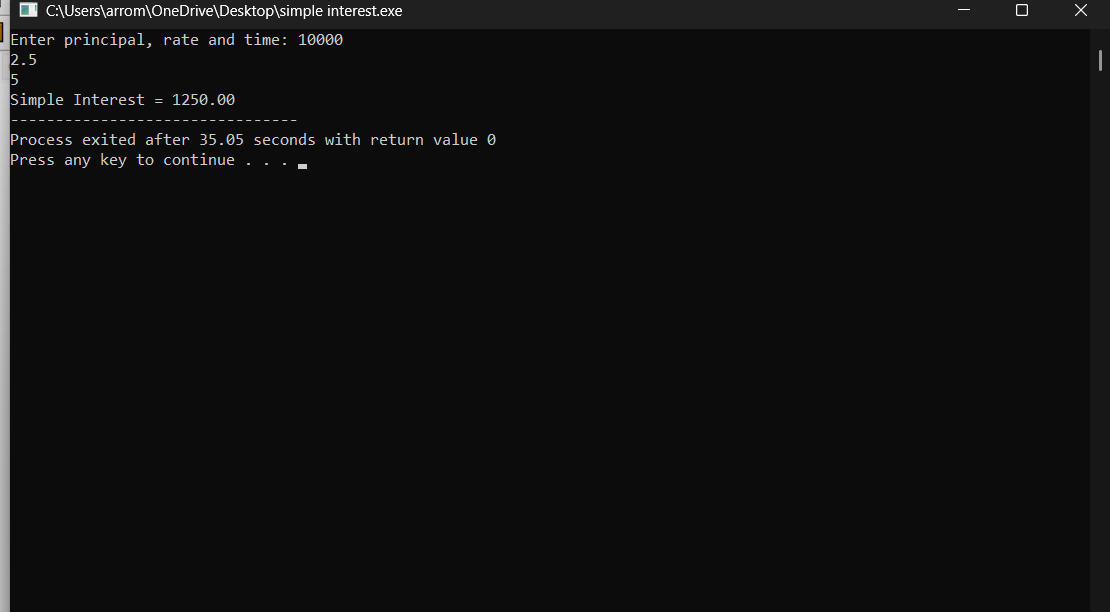 C:\Users\arrom\OneDrive\Desktop\simple interest.exe
Enter principal, rate and time: 10000
2.5
5
Simple Interest = 1250.00
--------------------------------
Process exited after 35.05 seconds with return value 0
Press any key to continue . . .